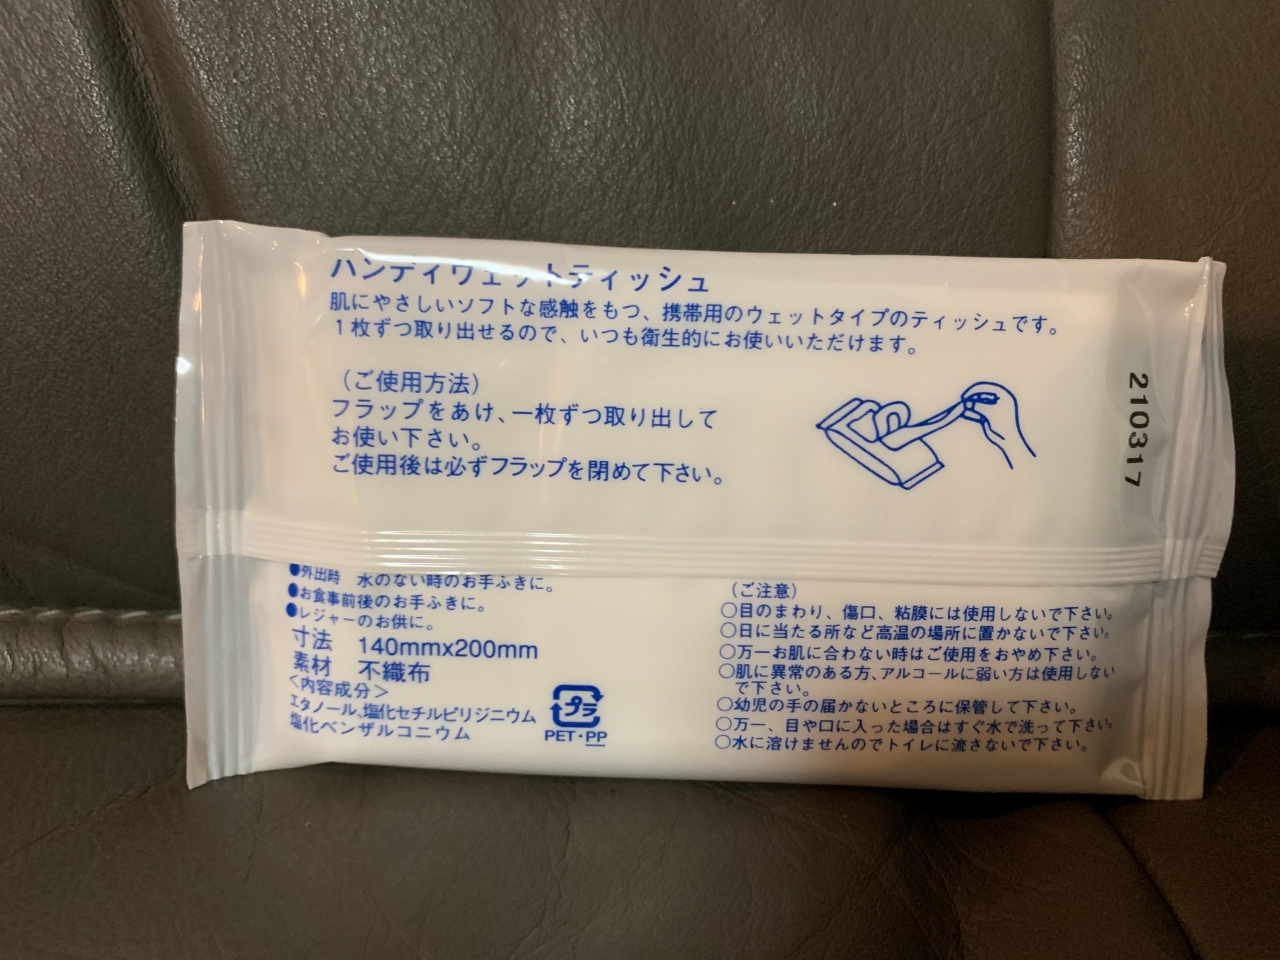 ハンディウェットティッシュ
肌にやさしいソフトな感触をもつ、携帯用のウェットタイプのティッシュです。
1枚ずつ取り出せるので、いつも衛生的にお使いいただけます。
（ご使用方法）
フラップをあけ、一枚ずつ取り出して
お使い下さい。
ご使用後は必ずフラップを閉めて下さい。
210317
●外出時　水のない時のお手ふきに。
●お食事前後のお手ふきに。
●レジャーのお供に。
寸法　140mmx200mm
素材　不織布
＜内容成分＞
エタノール、塩化セチルピリジニウム
塩化ベンザルコニウム
プラ
PET・PP
（ご注意）
○目のまわり、傷口、粘膜には使用しないで下さい。
○日に当たる所など高温の場所に置かないで下さい。
○万一お肌に合わない時はご使用をおやめ下さい。
○肌に異常のある方、アルコールに弱い方は使用しない
で下さい。
○幼児の手の届かないところに保管して下さい。
○万一、目や口に入った場合はすぐ水で洗って下さい。
○水に溶けませんのでトイレに流さないで下さい。